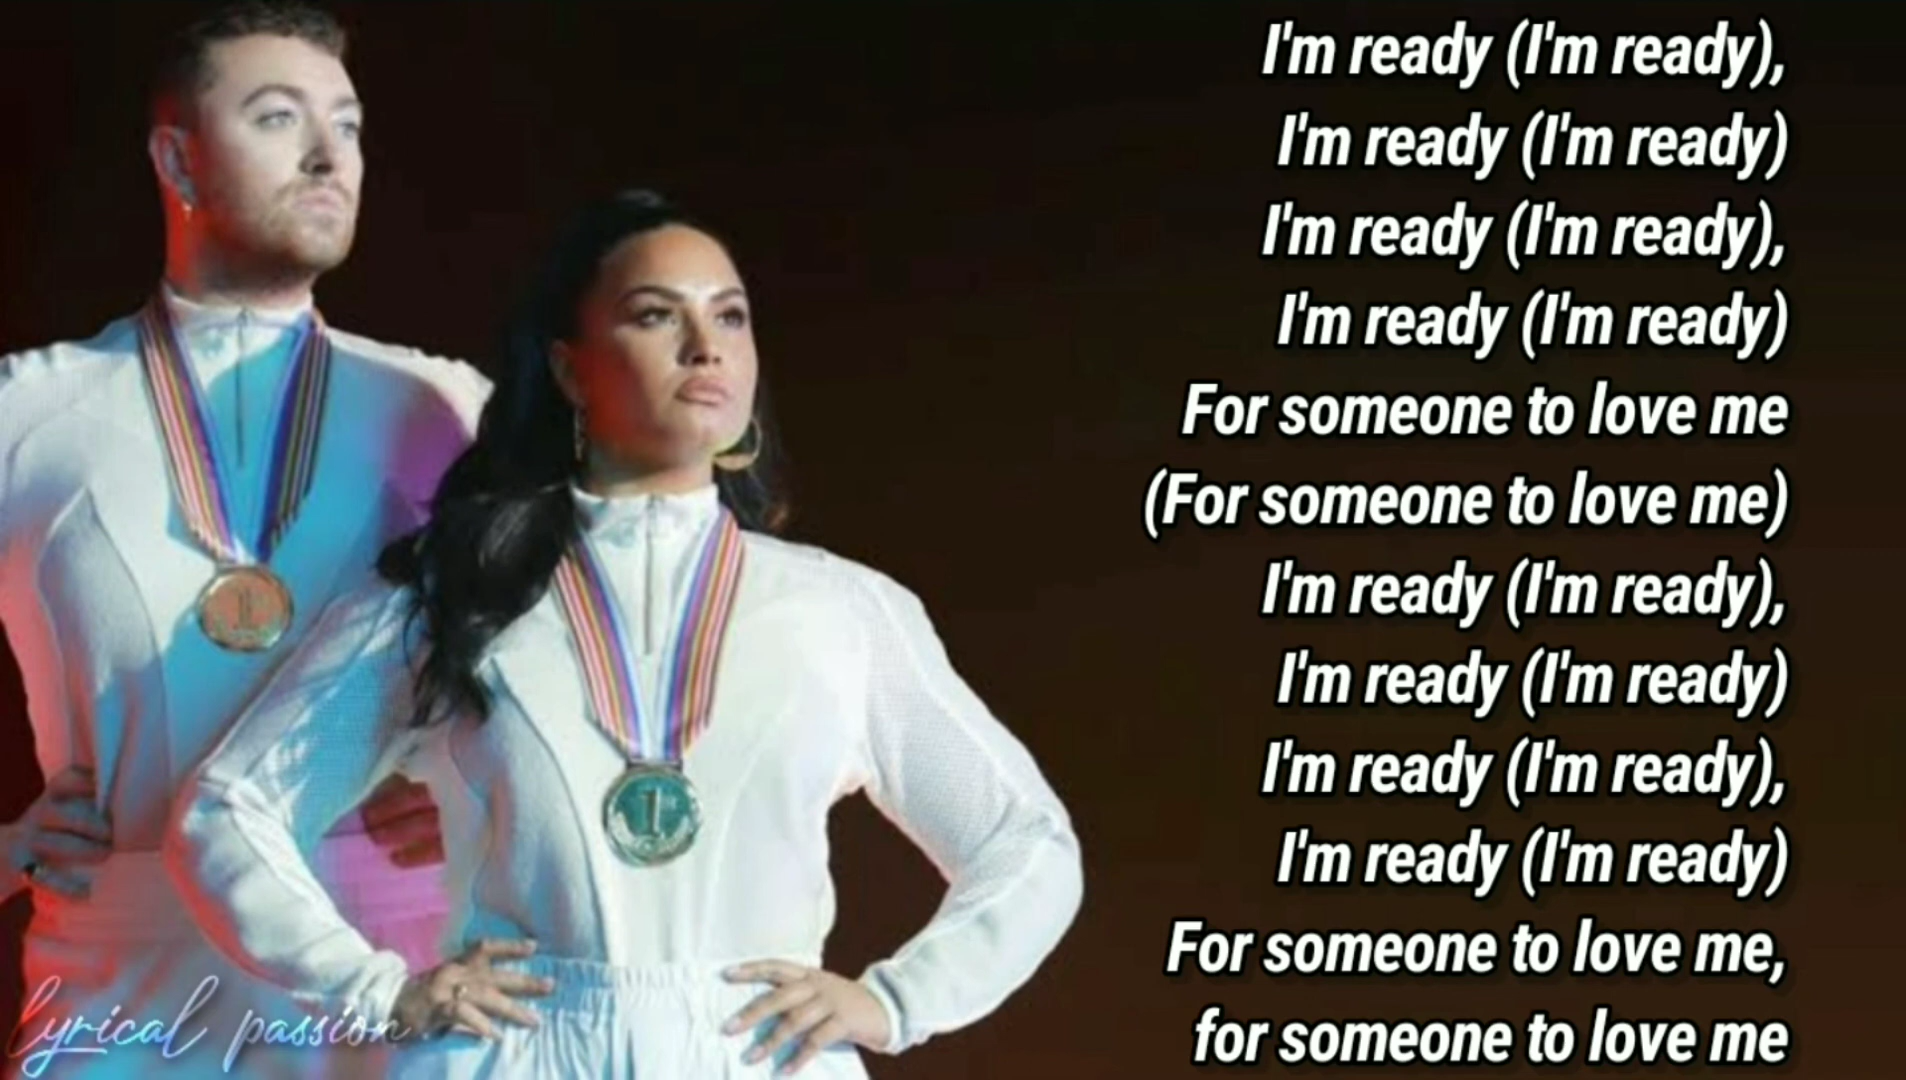 I'm ready (I'm ready),
I'm ready (I'm ready)
I'm ready (I'm ready),
I'm ready (I'm ready)
For someone to love me
(For someone to love me)
I'm ready (I'm ready),
I'm ready (I'm ready)
I'm ready (I'm ready),
I'm ready (I'm ready)
For someone to love me,
for someone to love me
1
1
lyrical passion